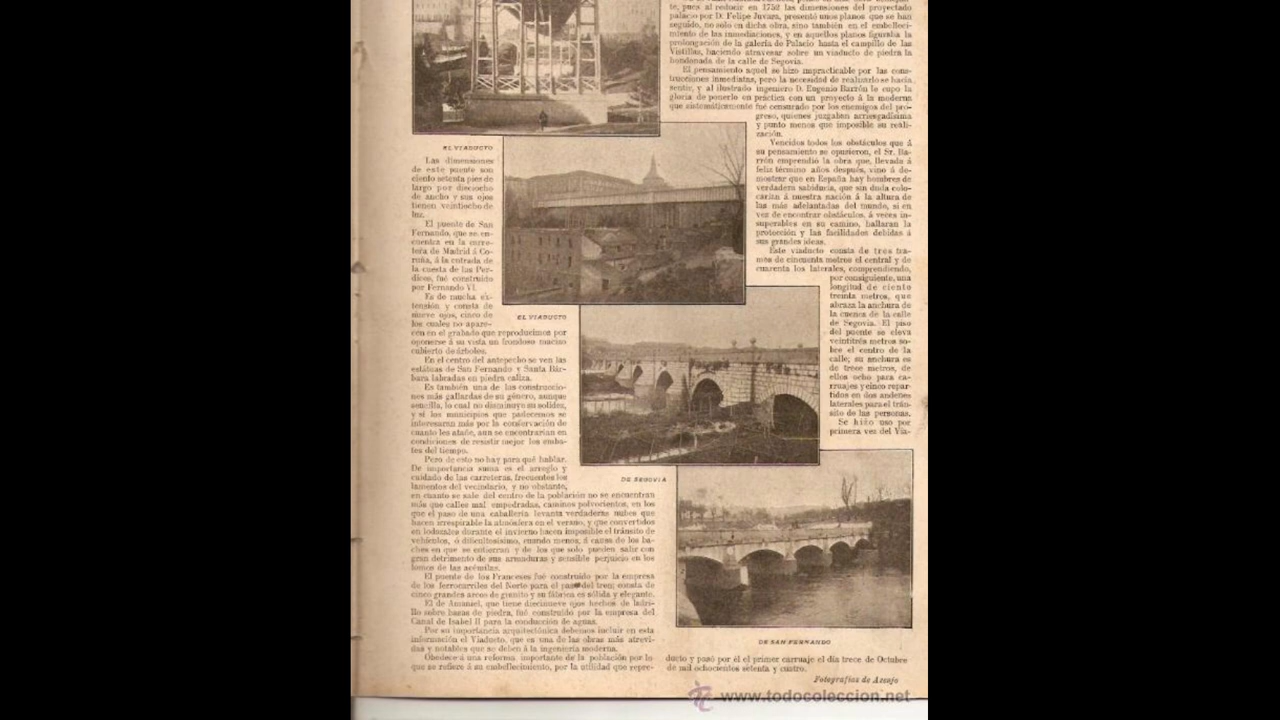 EL VIADUCTO
Las dimensiones
de este puente son
ciento setenta pies de
largo por dieciocho
de ancho y sus ojos
tienen veintiocho de
luz.
El puente de San
Fernando, que se en-
cuentra en la carre-
tera de Madrid á Co-
ruña, á la entrada de
la cuesta de las Per-
dices, fué construído
por Fernando VI.
Es de mucha ex-
tensión y consta de
nueve ojos, cinco de
los cuales no apare-
cen en el grabado que reproducimos por
oponerse á su vista un frondoso macizo
cubierto de árboles.
En el centro del antepecho se ven las
estátuas de San Fernando y Santa Bár-
bara labradas en piedra caliza.
Es también una de las construccio-
nes más gallardas de su género, aunque
sencilla, lo cual no disminuye su solidez,
y si los municipios que padecemos se
interesaran más por la conservación de
cuanto les atañe, aun se encontrarían en
condiciones de resistir mejor los emba-
tes del tiempo.
Pero de esto no hay para qué hablar.
De importancia suma es el arreglo y
cuidado de las carreteras, frecuentes los
lamentos del vecindario, y no obstante,
en cuanto se sale del centro de la población no se encuentran
más que calles mal empedradas, caminos polvorientos, en los
que el paso de una caballería levanta verdaderas nubes que
hacen irrespirable la atmósfera en el verano, y que convertidos
en lodazales durante el invierno hacen imposible el tránsito de
vehículos, ó dificultosísimo, cuando menos, á causa de los ba-
ches en que se entierran y de los que solo pueden salir con
gran detrimento de sus armaduras y sensible perjuicio en los
lomos de las acémilas.
El puente de los Franceses fué construido por la empresa
de los ferrocarriles del Norte para el paso del tren; consta de
cinco grandes arcos de granito y su fábrica es sólida y elegante.
El de Amaniel, que tiene diecinueve ojos hechos de ladri-
llo sobre bases de piedra, fué construído por la empresa del
Canal de Isabel II para la conducción de aguas.
Por su importancia arquitectónica debemos incluir en esta
información el Viaducto, que es una de las obras más atrevi-
das y notables que se deben á la ingeniería moderna.
Obedece á una reforma importante de la población por lo
que se refiere á su embellecimiento, por la utilidad que repre-
EL VIADUCTO
DE SEGOVIA
DE SAN FERNANDO
te, pues al reducir en 1752 las dimensiones del proyectado
palacio por D. Felipe Juvara, presentó unos planos que se han
seguido, no solo en dicha obra, sino también en el embelleci-
miento de las inmediaciones, y en aquellos planos figuraba la
prolongación de la galería de Palacio hasta el campillo de las
Vistillas, haciendo atravesar sobre un viaducto de piedra la
hondonada de la calle de Segovia.
El pensamiento aquel se hizo impracticable por las cons-
trucciones inmediatas, pero la necesidad de realizarlo se hacía
sentir, y al ilustrado ingeniero D. Eugenio Barrón le cupo la
gloria de ponerlo en práctica con un proyecto á la moderna
que sistemáticamente fué censurado por los enemigos del pro-
greso, quienes juzgaban arriesgadísima
y punto menos que imposible su reali-
zación.
Vencidos todos los obstáculos que á
su pensamiento se opusieron, el Sr. Ba-
rrón emprendió la obra que, llevada á
feliz término años después, vino á de-
mostrar que en España hay hombres de
verdadera sabiduría, que sin duda colo-
carían á nuestra nación á la altura de
las más adelantadas del mundo, si en
vez de encontrar obstáculos, á veces in-
superables en su camino, hallaran la
protección y las facilidades debidas á
sus grandes ideas.
Este viaducto consta de tres tra-
mos de cincuenta metros el central y de
cuarenta los laterales, comprendiendo,
por consiguiente, una
longitud de ciento
treinta metros, que
abraza la anchura de
la cuenca de la calle
de Segovia. El piso
del puente se eleva
veintitrés metros so-
bre el centro de la
calle; su anchura es
de trece metros, de
ellos ocho para ca-
rruajes y cinco repar-
tidos en dos andenes
laterales para el trán-
sito de las personas.
Se hizo uso por
primera vez del Via-
ducto y pasó por él el primer carruaje el día trece de Octubre
de mil ochocientos setenta y cuatro.
Fotografías de Asenjo
www.todocoleccion.net